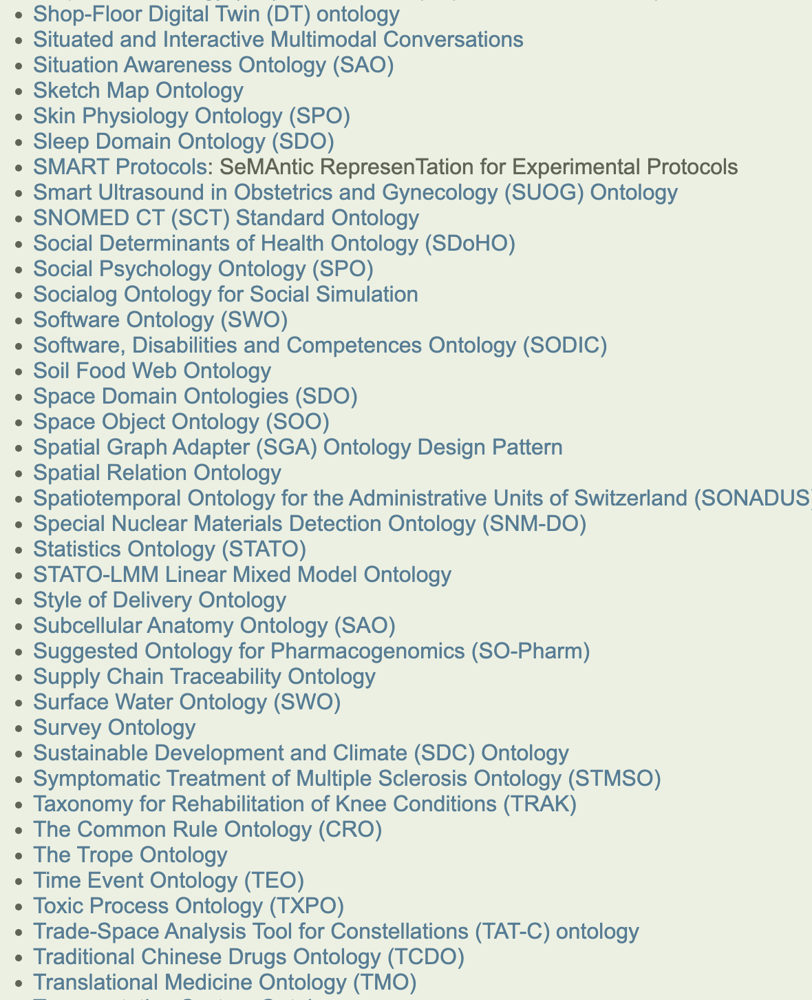 Shop-Floor Digital Twin (DT) ontology
Situated and Interactive Multimodal Conversations
Situation Awareness Ontology (SAO)
Sketch Map Ontology
Skin Physiology Ontology (SPO)
Sleep Domain Ontology (SDO)
SMART Protocols: SeMAntic RepresenTation for Experimental Protocols
Smart Ultrasound in Obstetrics and Gynecology (SUOG) Ontology
SNOMED CT (SCT) Standard Ontology
Social Determinants of Health Ontology (SDoHO)
Social Psychology Ontology (SPO)
Socialog Ontology for Social Simulation
Software Ontology (SWO)
Software, Disabilities and Competences Ontology (SODIC)
Soil Food Web Ontology
Space Domain Ontologies (SDO)
Space Object Ontology (SOO)
Spatial Graph Adapter (SGA) Ontology Design Pattern
Spatial Relation Ontology
Spatiotemporal Ontology for the Administrative Units of Switzerland (SONADUS)
Special Nuclear Materials Detection Ontology (SNM-DO)
Statistics Ontology (STATO)
STATO-LMM Linear Mixed Model Ontology
Style of Delivery Ontology
Subcellular Anatomy Ontology (SAO)
Suggested Ontology for Pharmacogenomics (SO-Pharm)
Supply Chain Traceability Ontology
Surface Water Ontology (SWO)
Survey Ontology
Sustainable Development and Climate (SDC) Ontology
Symptomatic Treatment of Multiple Sclerosis Ontology (STMSO)
Taxonomy for Rehabilitation of Knee Conditions (TRAK)
The Common Rule Ontology (CRO)
The Trope Ontology
Time Event Ontology (TEO)
Toxic Process Ontology (TXPO)
Trade-Space Analysis Tool for Constellations (TAT-C) ontology
Traditional Chinese Drugs Ontology (TCDO)
Translational Medicine Ontology (TMO)